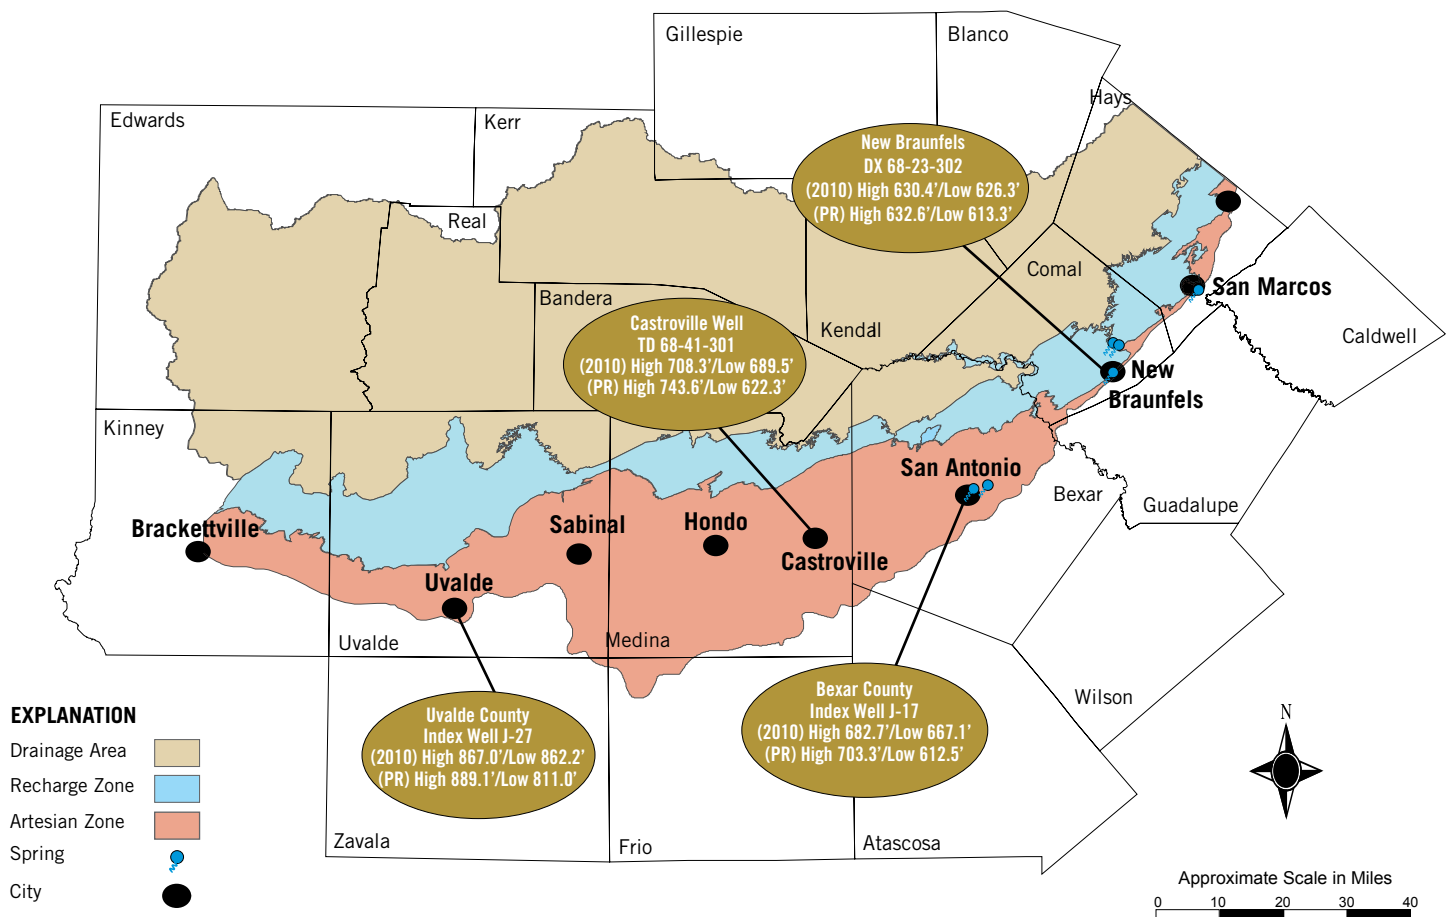 Gillespie
Blanco
Hays
Edwards
Kerr
New Braunfels
DX 68-23-302
(2010) High 630.4’/Low 626.3’
(PR) High 632.6’/Low 613.3’
Real
Comal
San Marcos
Bandera
Kendall
Caldwell
Castroville Well
TD 68-41-301
(2010) High 708.3’/Low 689.5’
(PR) High 743.6’/Low 622.3’
New
Braunfels
Kinney
San Antonio
Bexar
Guadalupe
Brackettville
Sabinal
Hondo
Castroville
Uvalde
Uvalde
Medina
Wilson
Uvalde County
Index Well J-27
(2010) High 867.0’/Low 862.2’
(PR) High 889.1’/Low 811.0’
Bexar County
Index Well J-17
(2010) High 682.7’/Low 667.1’
(PR) High 703.3’/Low 612.5’
Zavala
Frio
Atascosa
EXPLANATION
Drainage Area
Recharge Zone
Artesian Zone
Spring
City
N
Approximate Scale in Miles
0 10 20 30 40